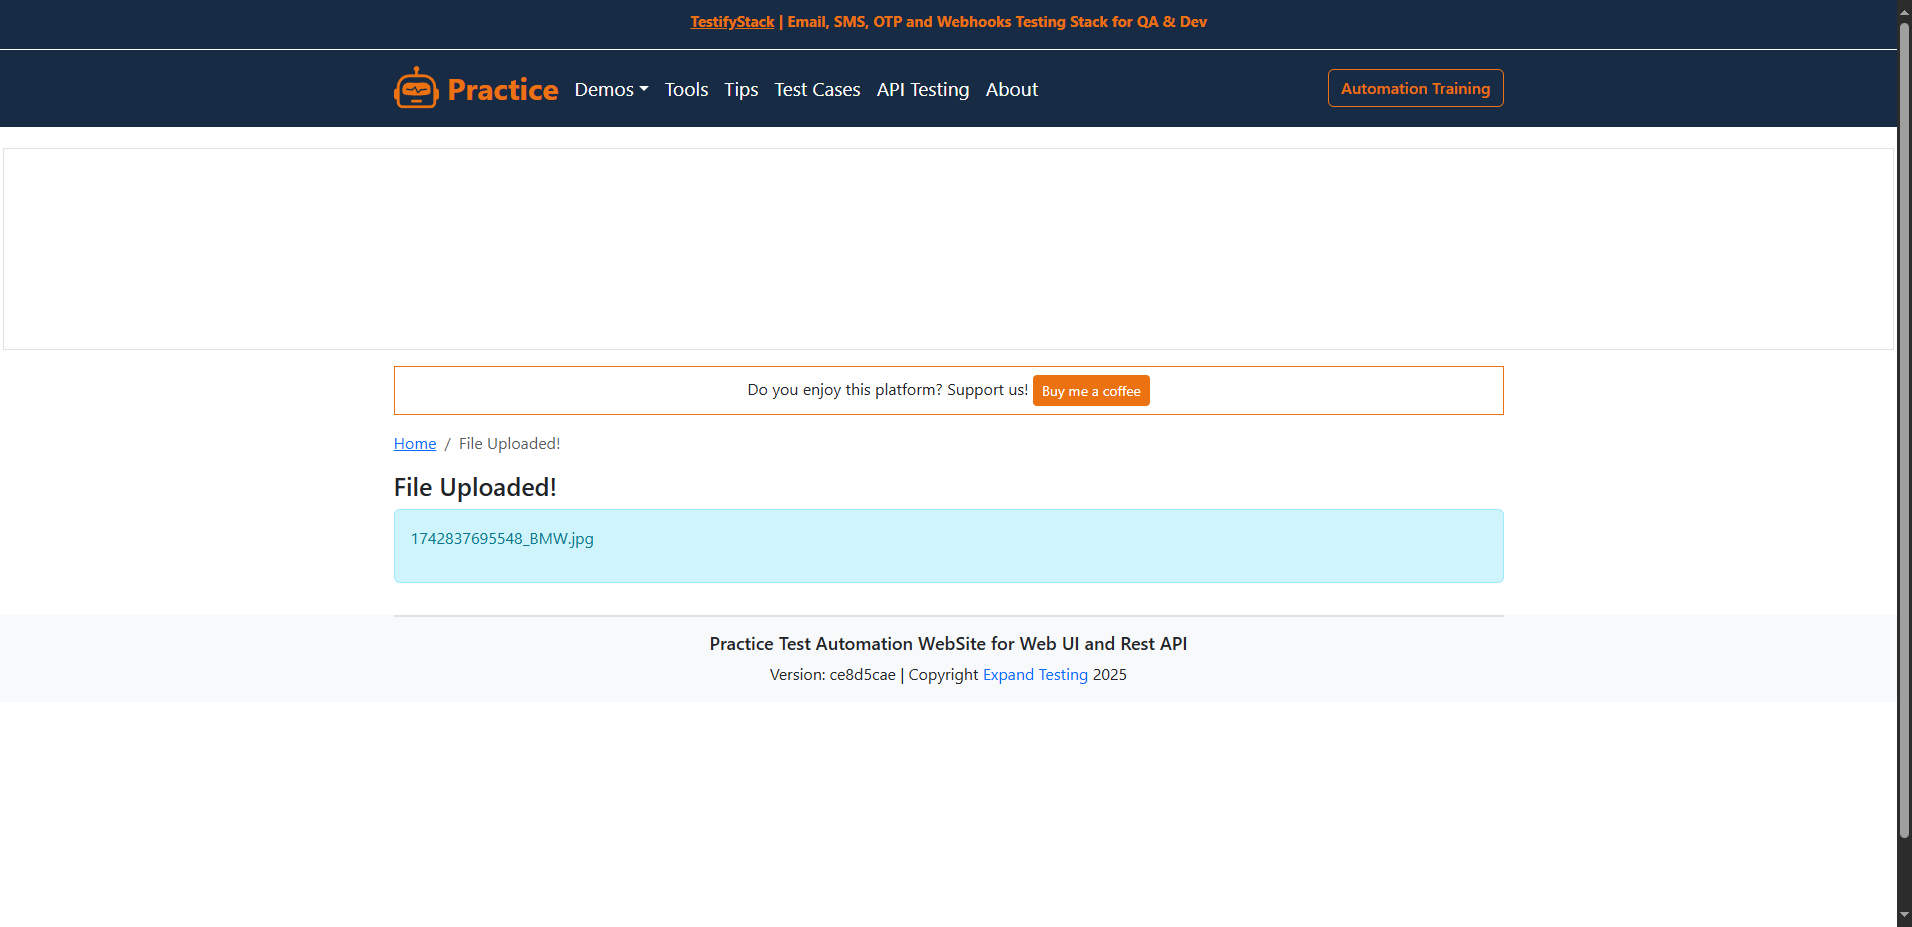 TestifyStack | Email, SMS, OTP and Webhooks Testing Stack for QA & Dev
Practice Demos Tools Tips Test Cases API Testing About Automation Training
Do you enjoy this platform? Support us! Buy me a coffee
Home / File Uploaded!
File Uploaded!
1742837695548_BMW.jpg
Practice Test Automation WebSite for Web UI and Rest API
Version: ce8d5cae | Copyright Expand Testing 2025